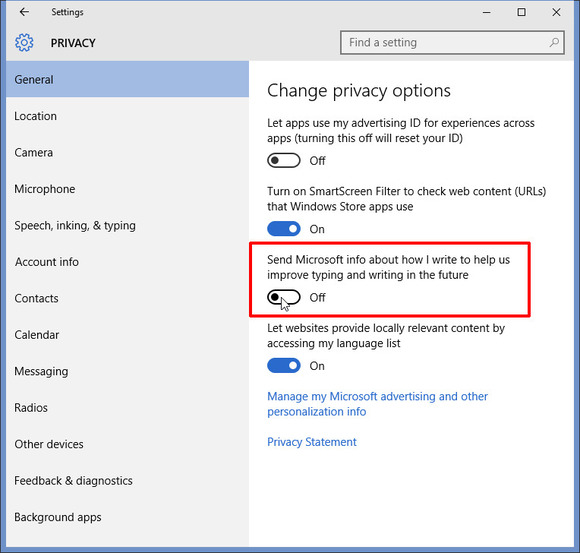 Settings
PRIVACY
Find a setting
General
Location
Camera
Microphone
Speech, inking, & typing
Account info
Contacts
Calendar
Messaging
Radios
Other devices
Feedback & diagnostics
Background apps
Change privacy options
Let apps use my advertising ID for experiences across
apps (turning this off will reset your ID)
Off
Turn on SmartScreen Filter to check web content (URLs)
that Windows Store apps use
On
Send Microsoft info about how I write to help us
improve typing and writing in the future
Off
Let websites provide locally relevant content by
accessing my language list
On
Manage my Microsoft advertising and other
personalization info
Privacy Statement